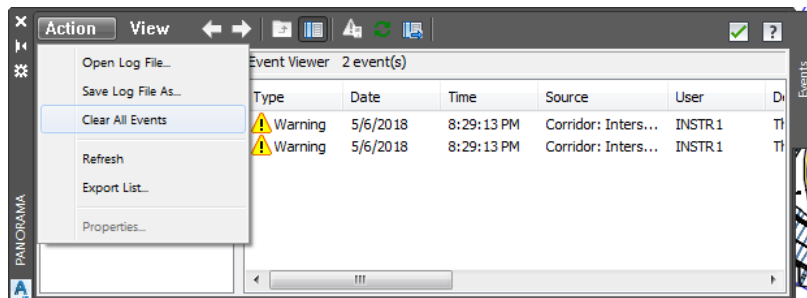 Action View
Open Log File...
Save Log File As...
Clear All Events
Refresh
Export List...
Properties...
Event Viewer 2 event(s)
Type Date Time Source User
Warning 5/6/2018 8:29:13 PM Corridor: Inters... INSTR1
Warning 5/6/2018 8:29:13 PM Corridor: Inters... INSTR1
PANORAMA
Events